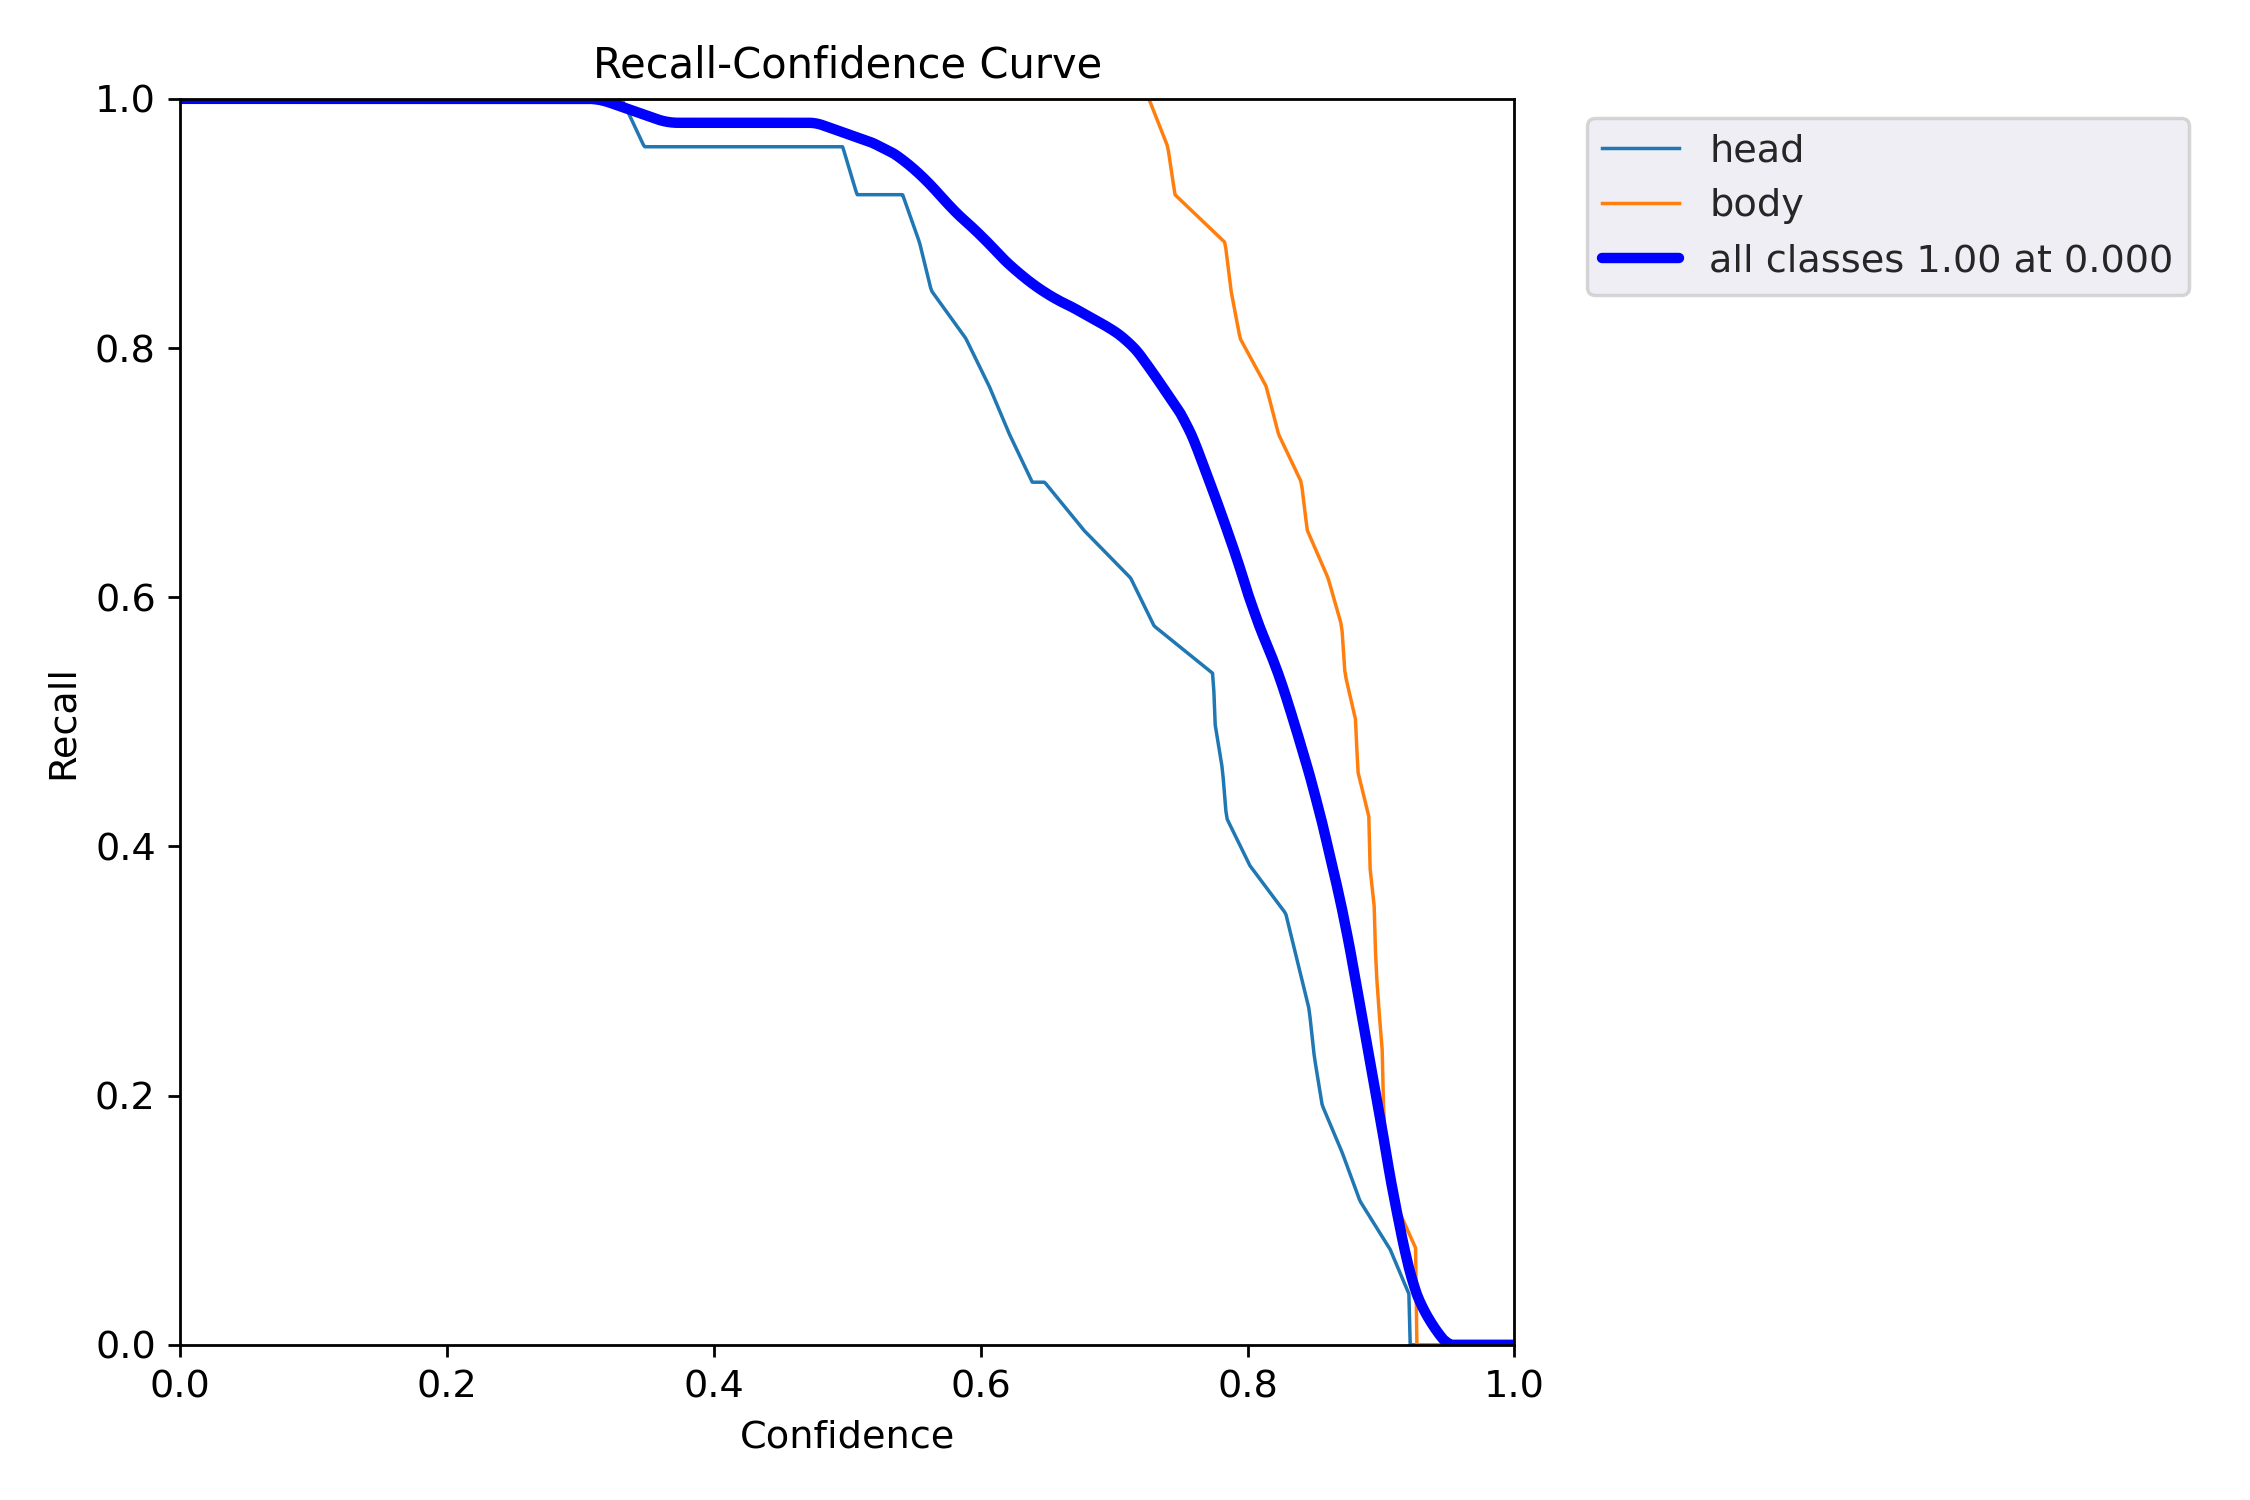 Recall-Confidence Curve
1.0
0.8
0.6
0.4
0.2
0.0
Recall
0.0 0.2 0.4 0.6 0.8 1.0
Confidence
head
body
all classes 1.00 at 0.000